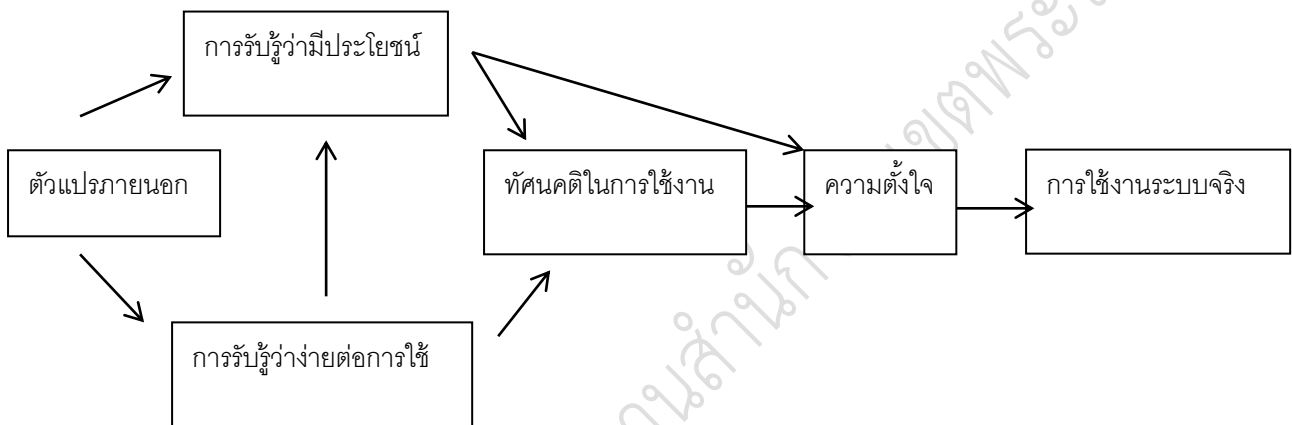 การรับรู้ว่ามีประโยชน์
ตัวแปรภายนอก
ทัศนคติในการใช้งาน
ความตั้งใจ
การใช้งานระบบจริง
การรับรู้ว่าง่ายต่อการใช้